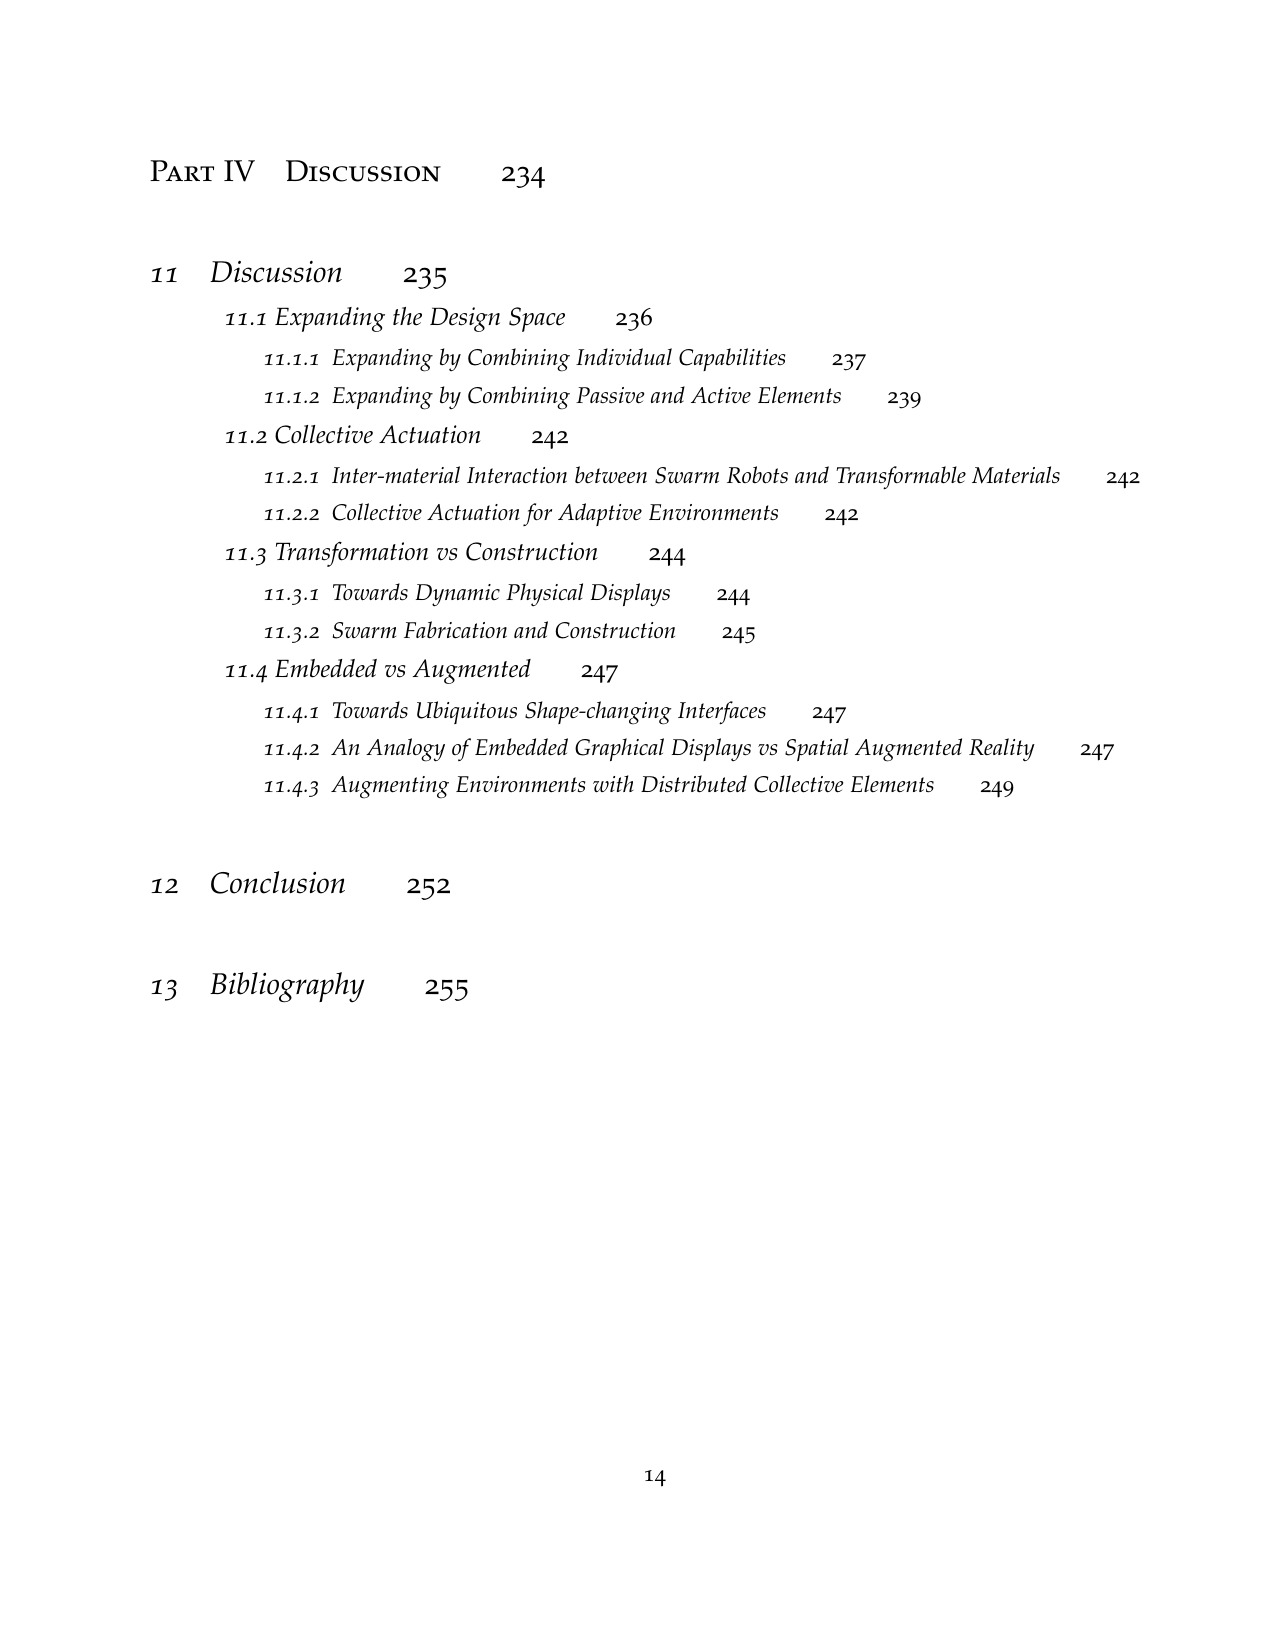 Part IV Discussion 234
11 Discussion 235
11.1 Expanding the Design Space 236
11.1.1 Expanding by Combining Individual Capabilities 237
11.1.2 Expanding by Combining Passive and Active Elements 239
11.2 Collective Actuation 242
11.2.1 Inter-material Interaction between Swarm Robots and Transformable Materials 242
11.2.2 Collective Actuation for Adaptive Environments 242
11.3 Transformation vs Construction 244
11.3.1 Towards Dynamic Physical Displays 244
11.3.2 Swarm Fabrication and Construction 245
11.4 Embedded vs Augmented 247
11.4.1 Towards Ubiquitous Shape-changing Interfaces 247
11.4.2 An Analogy of Embedded Graphical Displays vs Spatial Augmented Reality 247
11.4.3 Augmenting Environments with Distributed Collective Elements 249
12 Conclusion 252
13 Bibliography 255
14